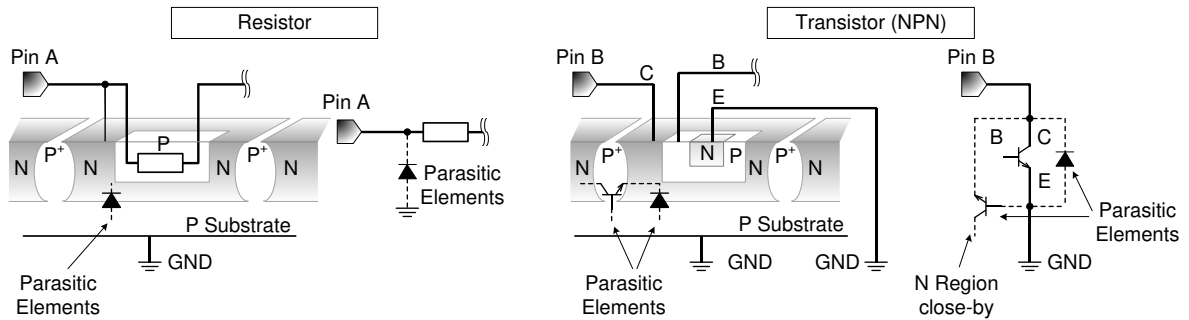 Resistor
Transistor (NPN)
Pin A
Pin B
Pin B
C
B
E
Pin A
N
P+
N
P
P+
N
N
Parasitic
Elements
P Substrate
GND
Parasitic
Elements
N
P+
N
N
P
P+
N
N
P Substrate
GND
GND
Parasitic
Elements
B
C
E
Parasitic
Elements
GND
N Region
close-by